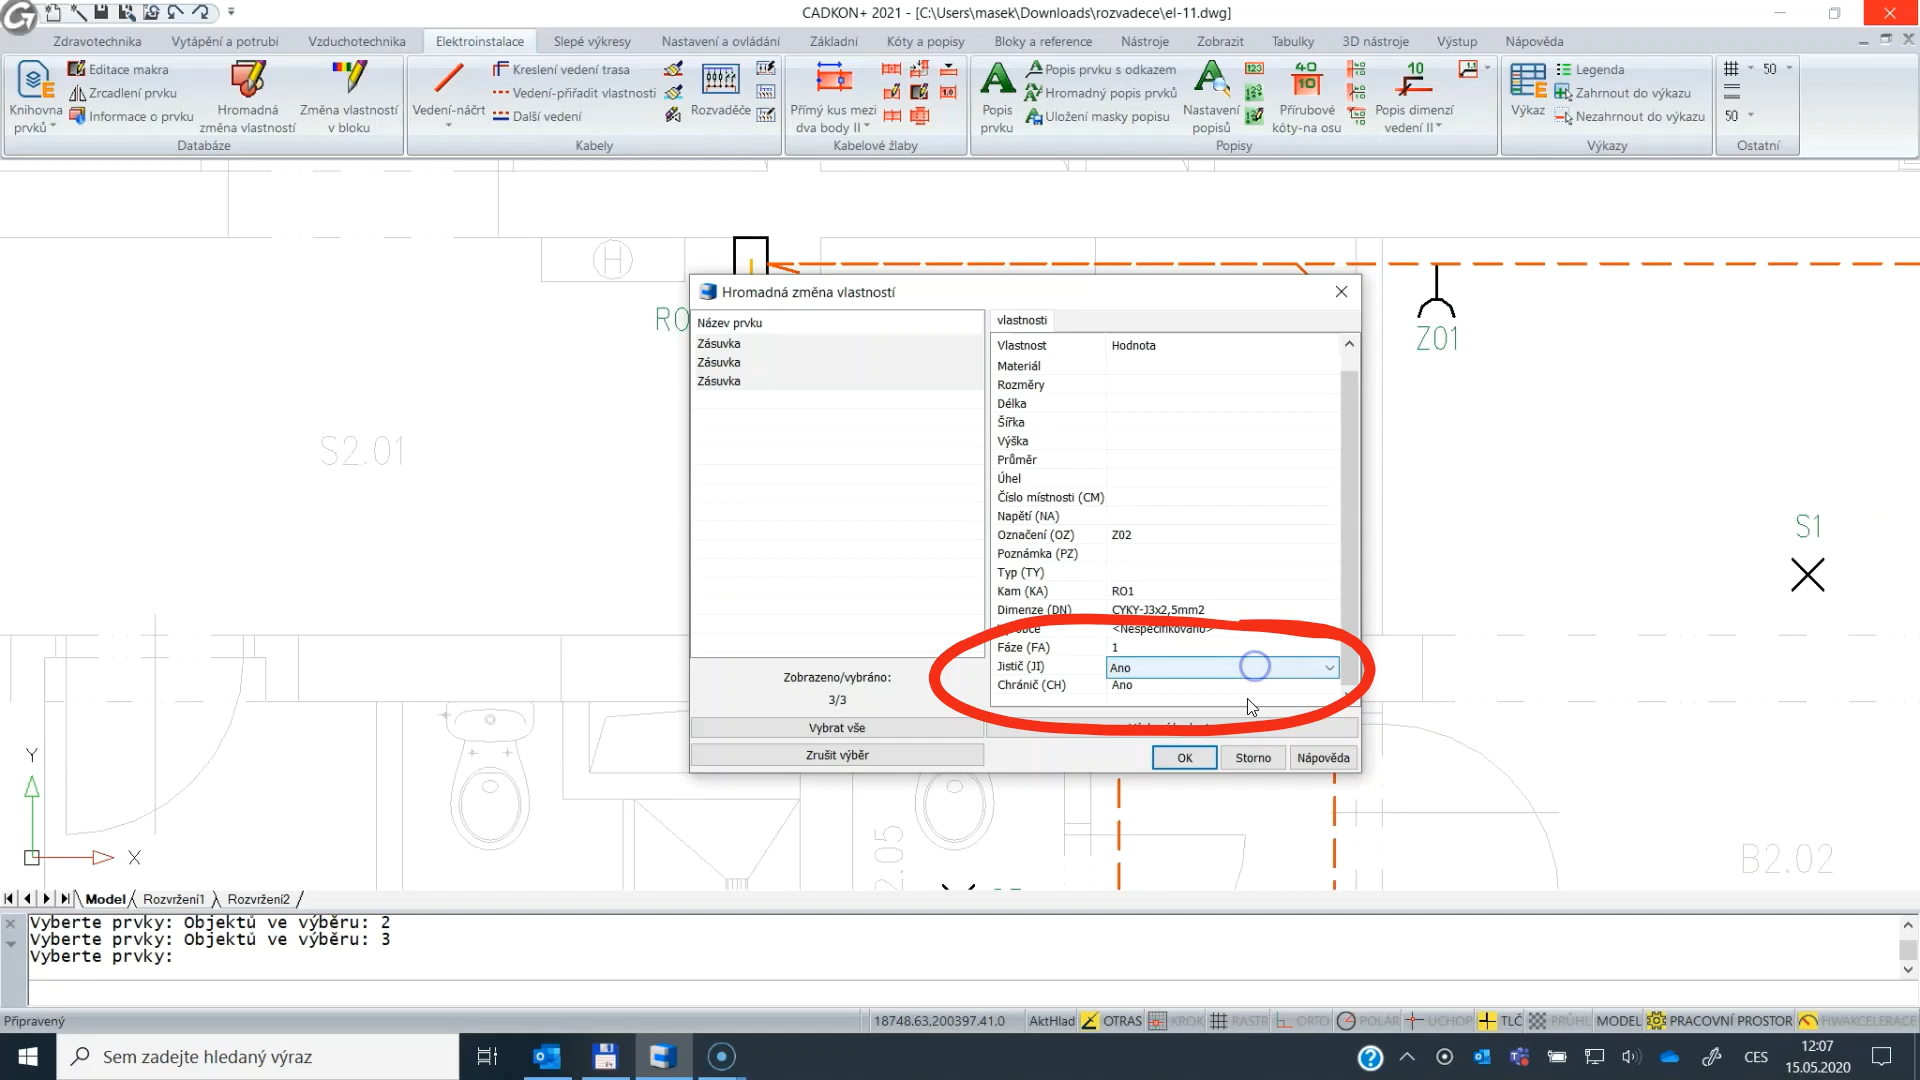 CADKON+ 2021 - [C:\Users\masek\Downloads\rozvadece\el-11.dwg]
Zdravotechnika Vytápění a potrubí Vzduchotechnika Elektroinstalace Slepé výkresy Nastavení a ovládání Základní Kóty a popisy Bloky a reference Nástroje Zobrazit Tabulky 3D nástroje Výstup Nápověda
Knihovna prvků
Editace makra
Zrcadlení prvku
Informace o prvku
Hromadná změna vlastností
Změna vlastností v bloku
Databáze
Vedení-náčrt
Kreslení vedení trasa
Vedení-přiřadit vlastnosti
Další vedení
Rozvaděče
Kabely
Přímý kus mezi dva body II
Kabelové žlaby
Popis prvku
Popis prvku s odkazem
Hromadný popis prvků
Uložení masky popisu
Nastavení popisů
Přírubové kóty-na osu
Popis dimenzí vedení II
Popisy
Výkaz
Legenda
Zahrnout do výkazu
Nezahrnout do výkazu
Výkazy
50
50
Ostatní
H
RO
Z01
S2.01
S1
2.05
B2.02
Y
X
Hromadná změna vlastností
Název prvku
Zásuvka
Zásuvka
Zásuvka
Zobrazeno/vybráno:
3/3
Vybrat vše
Zrušit výběr
vlastnosti
Vlastnost Hodnota
Materiál
Rozměry
Délka
Šířka
Výška
Průměr
Úhel
Číslo místnosti (CM)
Napětí (NA)
Označení (OZ) Z02
Poznámka (PZ)
Typ (TY)
Kam (KA) RO1
Dimenze (DN) CYKY-J3x2,5mm2
<Nespecifikováno>
Fáze (FA) 1
Jistič (JI) Ano
Chránič (CH) Ano
OK Storno Nápověda
Model Rozvržení1 Rozvržení2
Vyberte prvky: Objektů ve výběru: 2
Vyberte prvky: Objektů ve výběru: 3
Vyberte prvky:
Připravený
18748.63,200397.41,0 AktHlad OTRAS KROK RASTR ORTO POLÁR UCHOP TLČ PRŮHL MODEL PRACOVNÍ PROSTOR HWAKCELERACE
Sem zadejte hledaný výraz
CES
12:07
15.05.2020